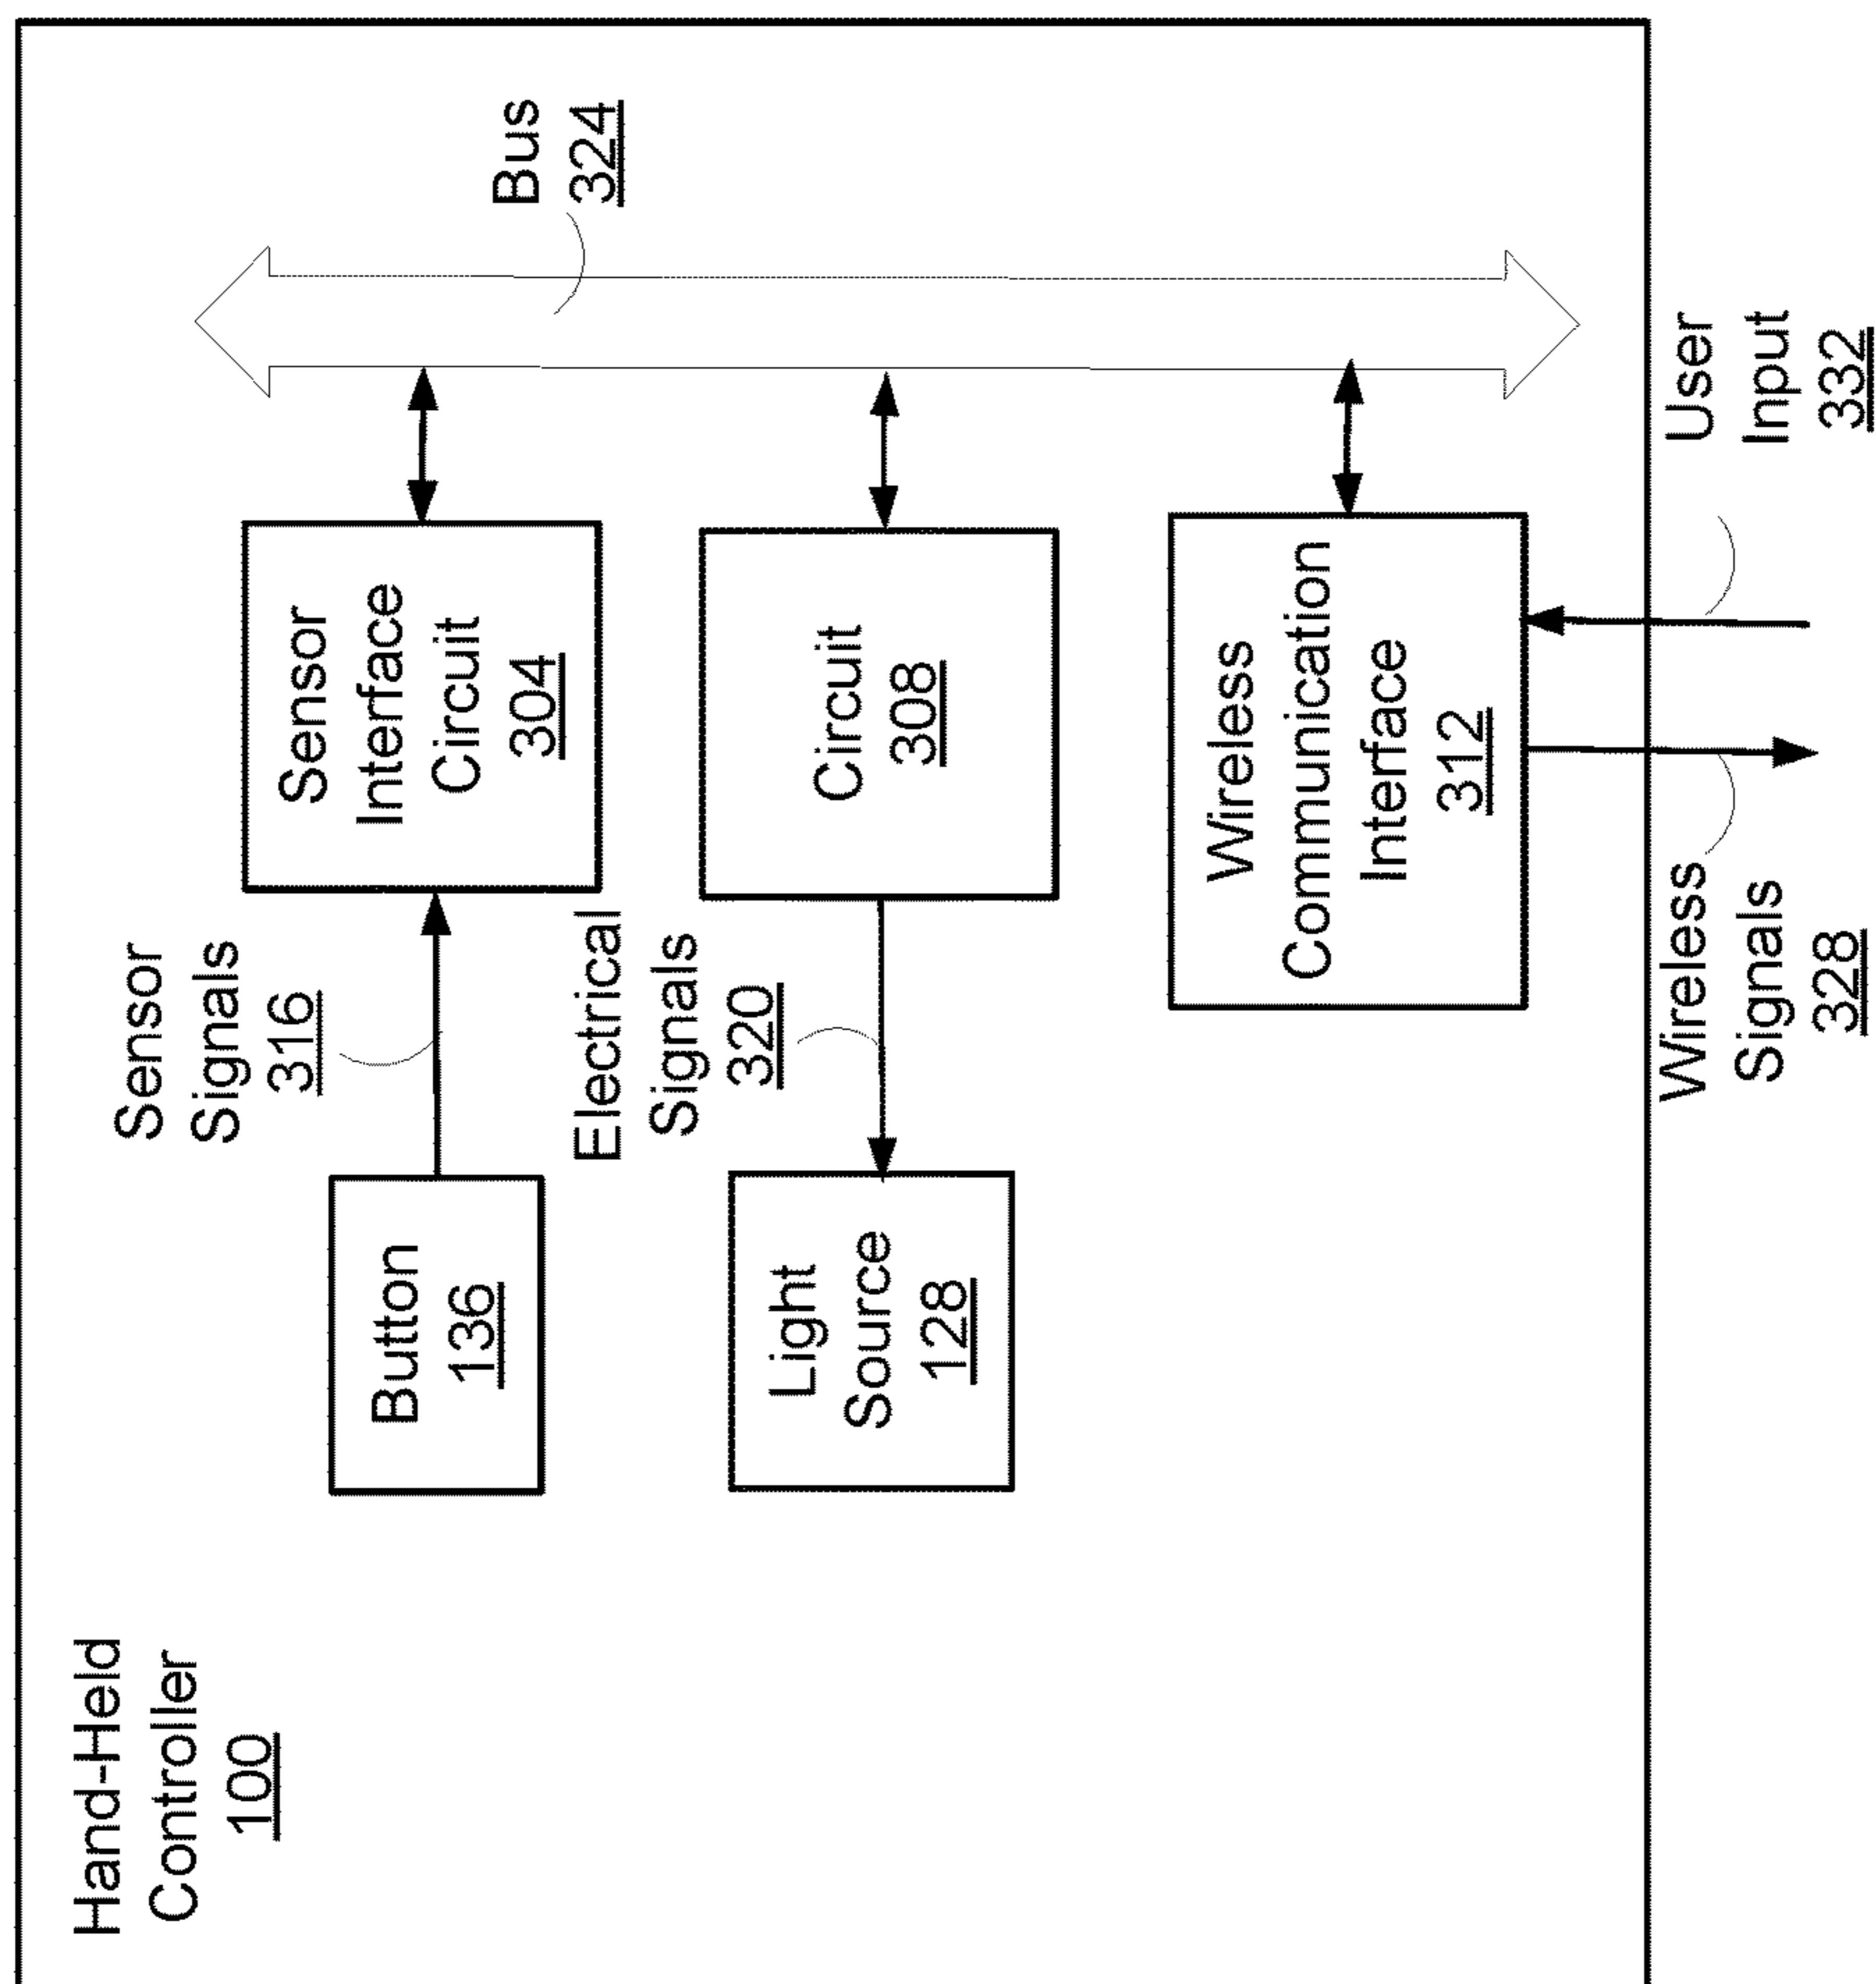 Hand-Held
Controller
100
Button
136
Sensor
Signals
316
Sensor
Interface
Circuit
304
Bus
324
Light
Source
128
Electrical
Signals
320
Circuit
308
Wireless
Communication
Interface
312
Wireless
Signals
328
User
Input
332